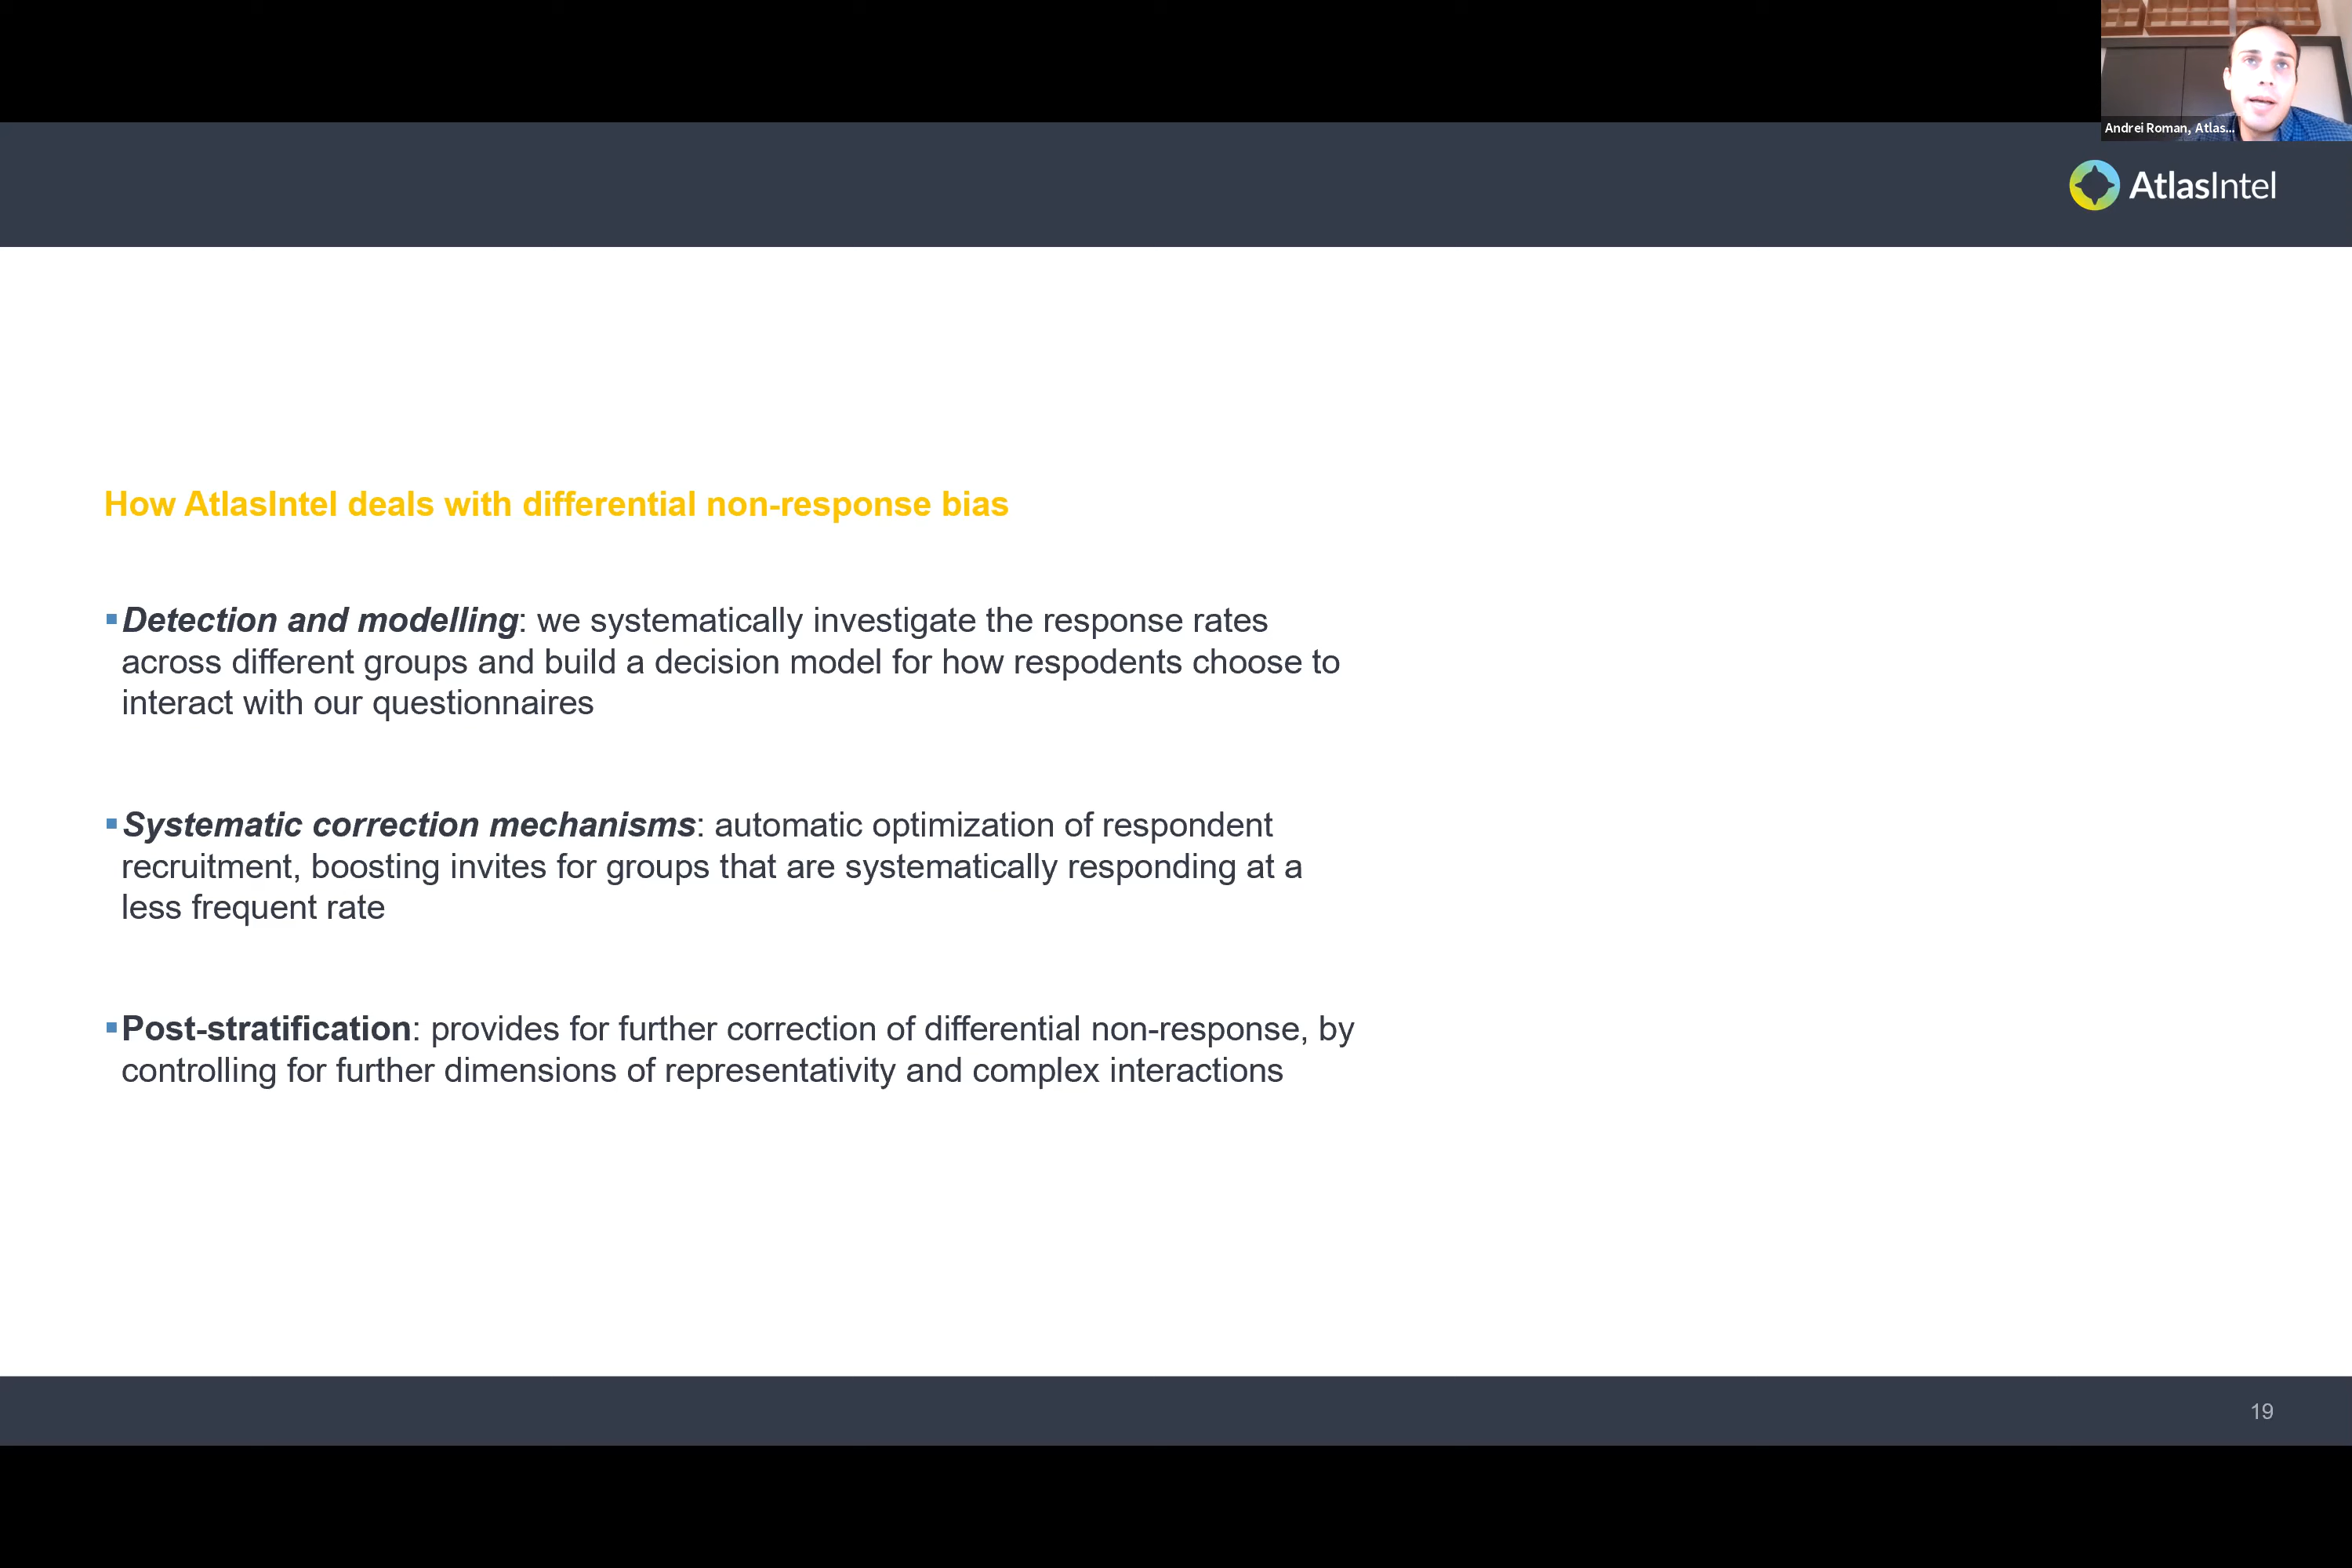 Andrei Roman, Atlas...
AtlasIntel
How AtlasIntel deals with differential non-response bias
▪Detection and modelling: we systematically investigate the response rates
across different groups and build a decision model for how respodents choose to
interact with our questionnaires
▪Systematic correction mechanisms: automatic optimization of respondent
recruitment, boosting invites for groups that are systematically responding at a
less frequent rate
▪Post-stratification: provides for further correction of differential non-response, by
controlling for further dimensions of representativity and complex interactions
19